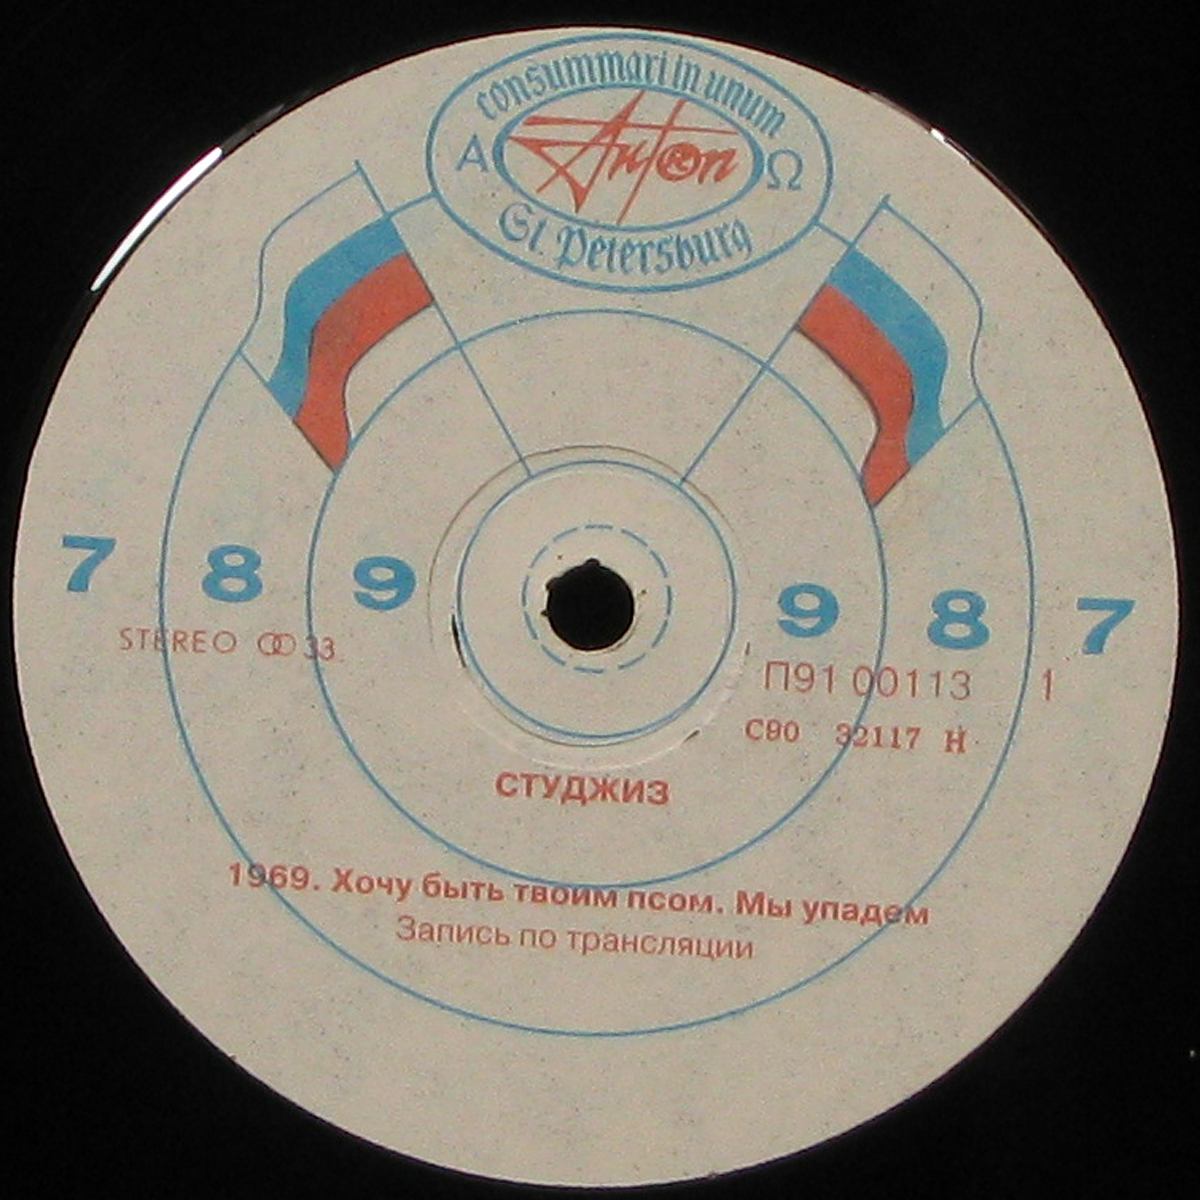 consummari in unum
Α AnTrop Ω
St. Petersburg
7 8 9 9 8 7
STEREO 33
П91 00113 1
С90 32117 Н
СТУДЖИЗ
1969. Хочу быть твоим псом. Мы упадем
Запись по трансляции